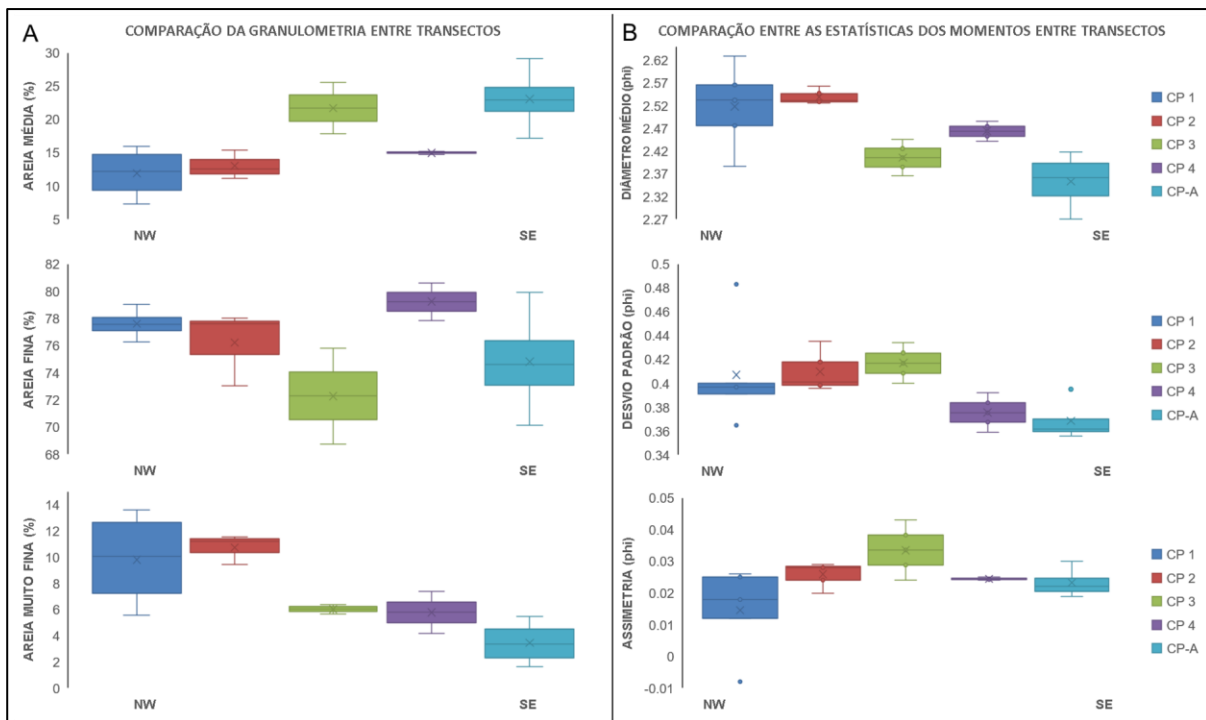 A
COMPARAÇÃO DA GRANULOMETRIA ENTRE TRANSECTOS
AREIA MÉDIA (%)
30
25
20
15
10
5
NW
SE
AREIA FINA (%)
82
80
78
76
74
72
70
68
NW
SE
AREIA MUITO FINA (%)
14
12
10
8
6
4
2
0
NW
SE
B
COMPARAÇÃO ENTRE AS ESTATÍSTICAS DOS MOMENTOS ENTRE TRANSECTOS
DIÂMETRO MÉDIO (phi)
2.62
2.57
2.52
2.47
2.42
2.37
2.32
2.27
NW
SE
CP 1
CP 2
CP 3
CP 4
CP-A
DESVIO PADRÃO (phi)
0.5
0.48
0.46
0.44
0.42
0.4
0.38
0.36
0.34
NW
SE
CP 1
CP 2
CP 3
CP 4
CP-A
ASSIMETRIA (phi)
0.05
0.04
0.03
0.02
0.01
0
-0.01
NW
SE
CP 1
CP 2
CP 3
CP 4
CP-A